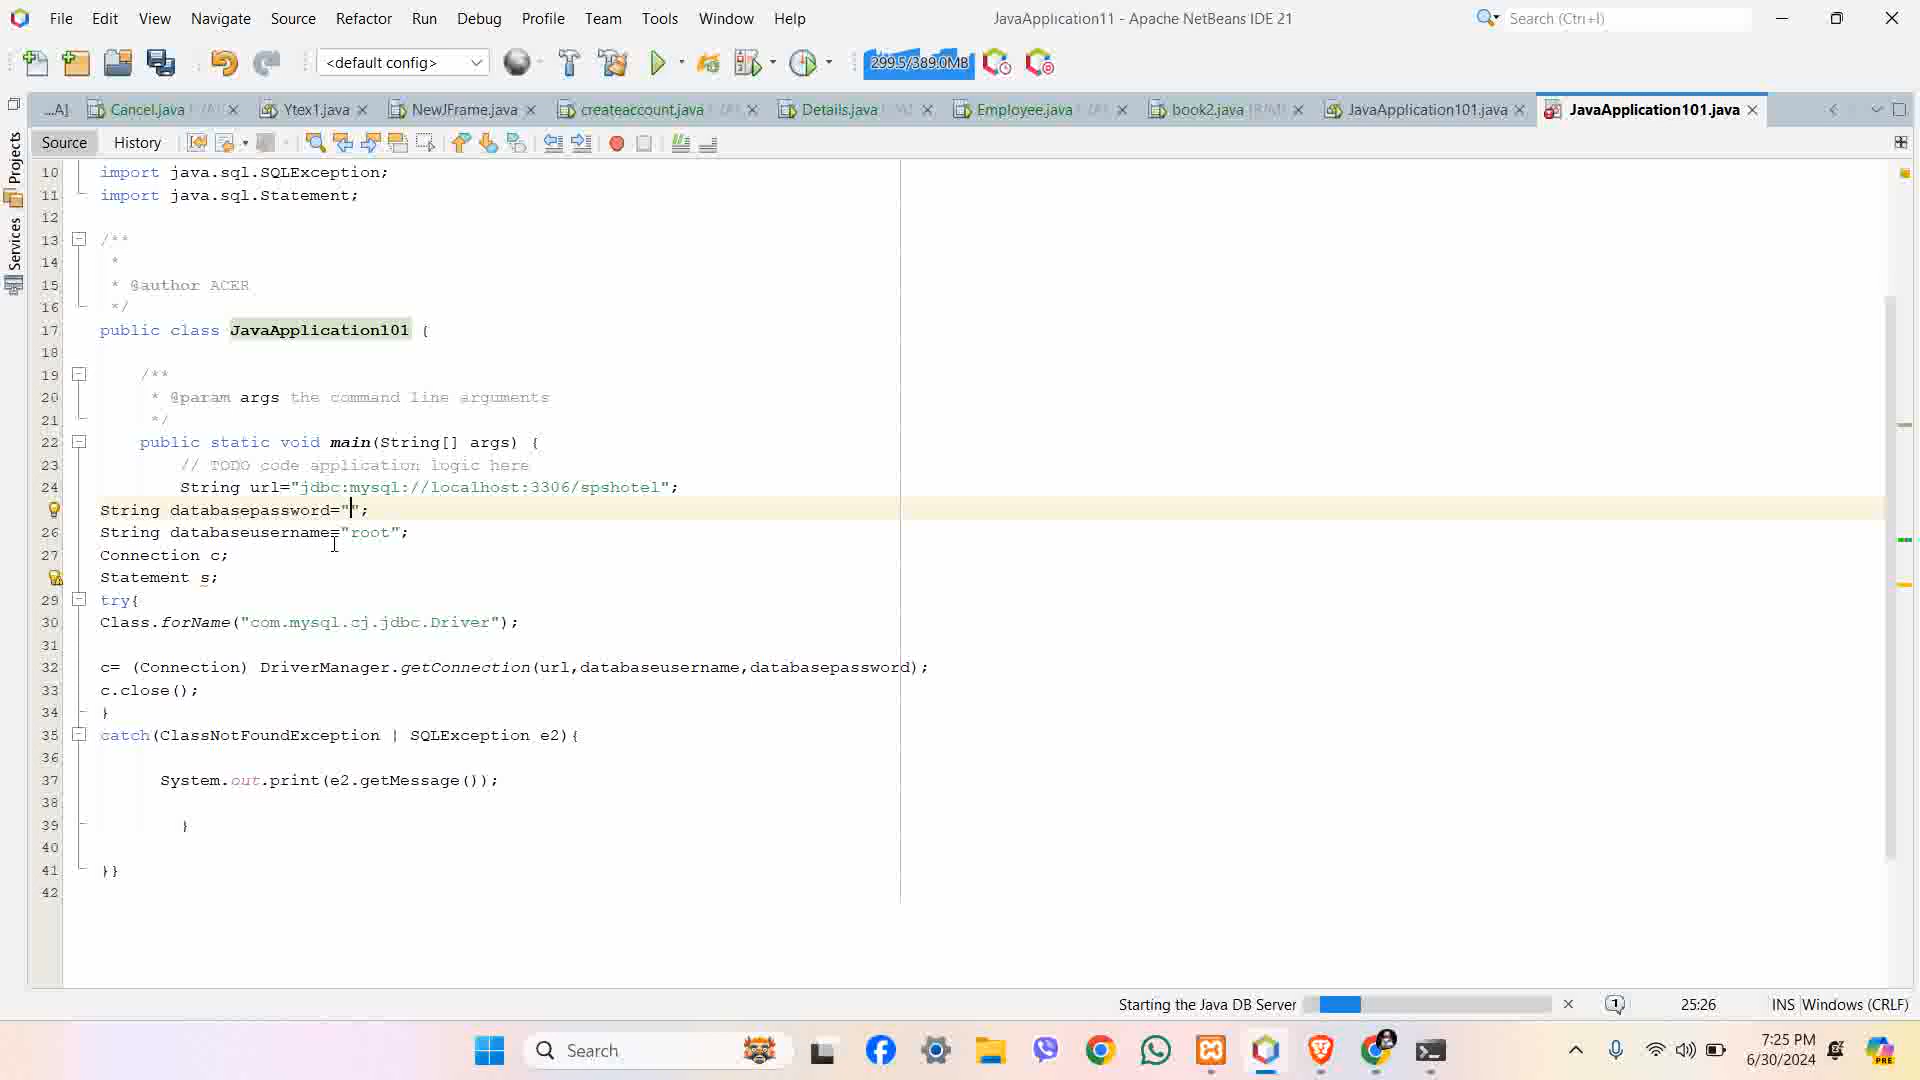 File Edit View Navigate Source Refactor Run Debug Profile Team Tools Window Help JavaApplication11 - Apache NetBeans IDE 21 Search (Ctrl+I)
<default config> 299.5/389.0MB
...A] Cancel.java Ytex1.java NewJFrame.java createaccount.java Details.java Employee.java book2.java JavaApplication101.java JavaApplication101.java
Source History
Projects
Services
10 import java.sql.SQLException;
11 import java.sql.Statement;
12
13 /**
14 *
15 * @author ACER
16 */
17 public class JavaApplication101 {
18
19 /**
20 * @param args the command line arguments
21 */
22 public static void main(String[] args) {
23 // TODO code application logic here
24 String url="jdbc:mysql://localhost:3306/spshotel";
String databasepassword="";
26 String databaseusername="root";
27 Connection c;
Statement s;
29 try{
30 Class.forName("com.mysql.cj.jdbc.Driver");
31
32 c= (Connection) DriverManager.getConnection(url,databaseusername,databasepassword);
33 c.close();
34 }
35 catch(ClassNotFoundException | SQLException e2){
36
37 System.out.print(e2.getMessage());
38
39 }
40
41 }}
42
Starting the Java DB Server 1 25:26 INS Windows (CRLF)
Search
7:25 PM
6/30/2024
PRE